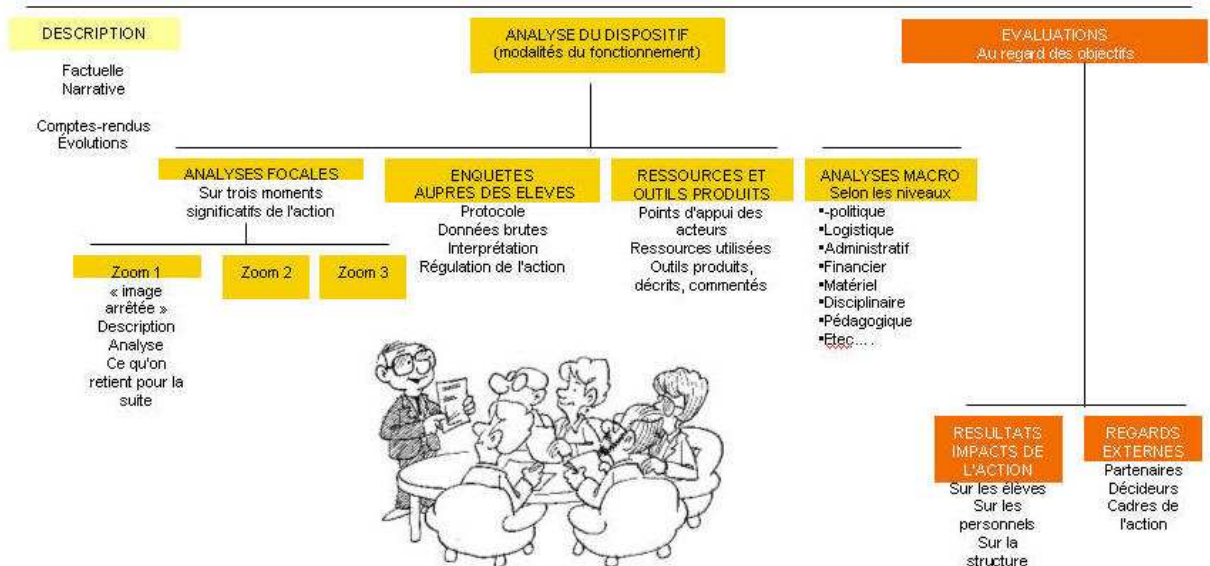 DESCRIPTION
Factuelle
Narrative
Comptes-rendus
Évolutions
ANALYSE DU DISPOSITIF
(modalités du fonctionnement)
EVALUATIONS
Au regard des objectifs
ANALYSES FOCALES
Sur trois moments
significatifs de l'action
Zoom 1
« image
arrêtée »
Description
Analyse
Ce qu'on
retient pour la
suite
Zoom 2
Zoom 3
ENQUETES
AUPRES DES ELEVES
Protocole
Données brutes
Interprétation
Régulation de l'action
RESSOURCES ET
OUTILS PRODUITS
Points d'appui des
acteurs
Ressources utilisées
Outils produits,
décrits, commentés
ANALYSES MACRO
Selon les niveaux
▪-politique
▪Logistique
▪Administratif
▪Financier
▪Matériel
▪Disciplinaire
▪Pédagogique
▪Etec... .
RESULTATS
IMPACTS DE
L'ACTION
Sur les élèves
Sur les
personnels
Sur la
structure
REGARDS
EXTERNES
Partenaires
Décideurs
Cadres de
l'action